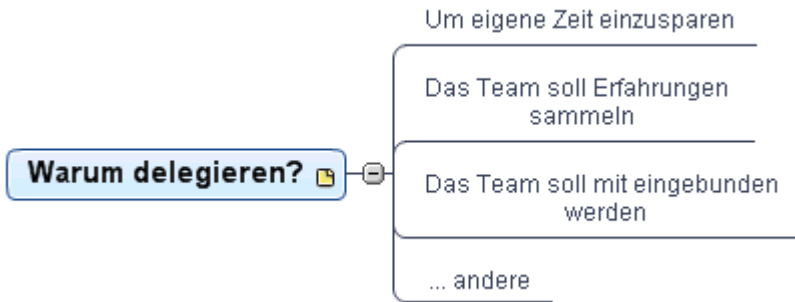 Um eigene Zeit einzusparen
Das Team soll Erfahrungen
sammeln
Warum delegieren?
Das Team soll mit eingebunden
werden
... andere